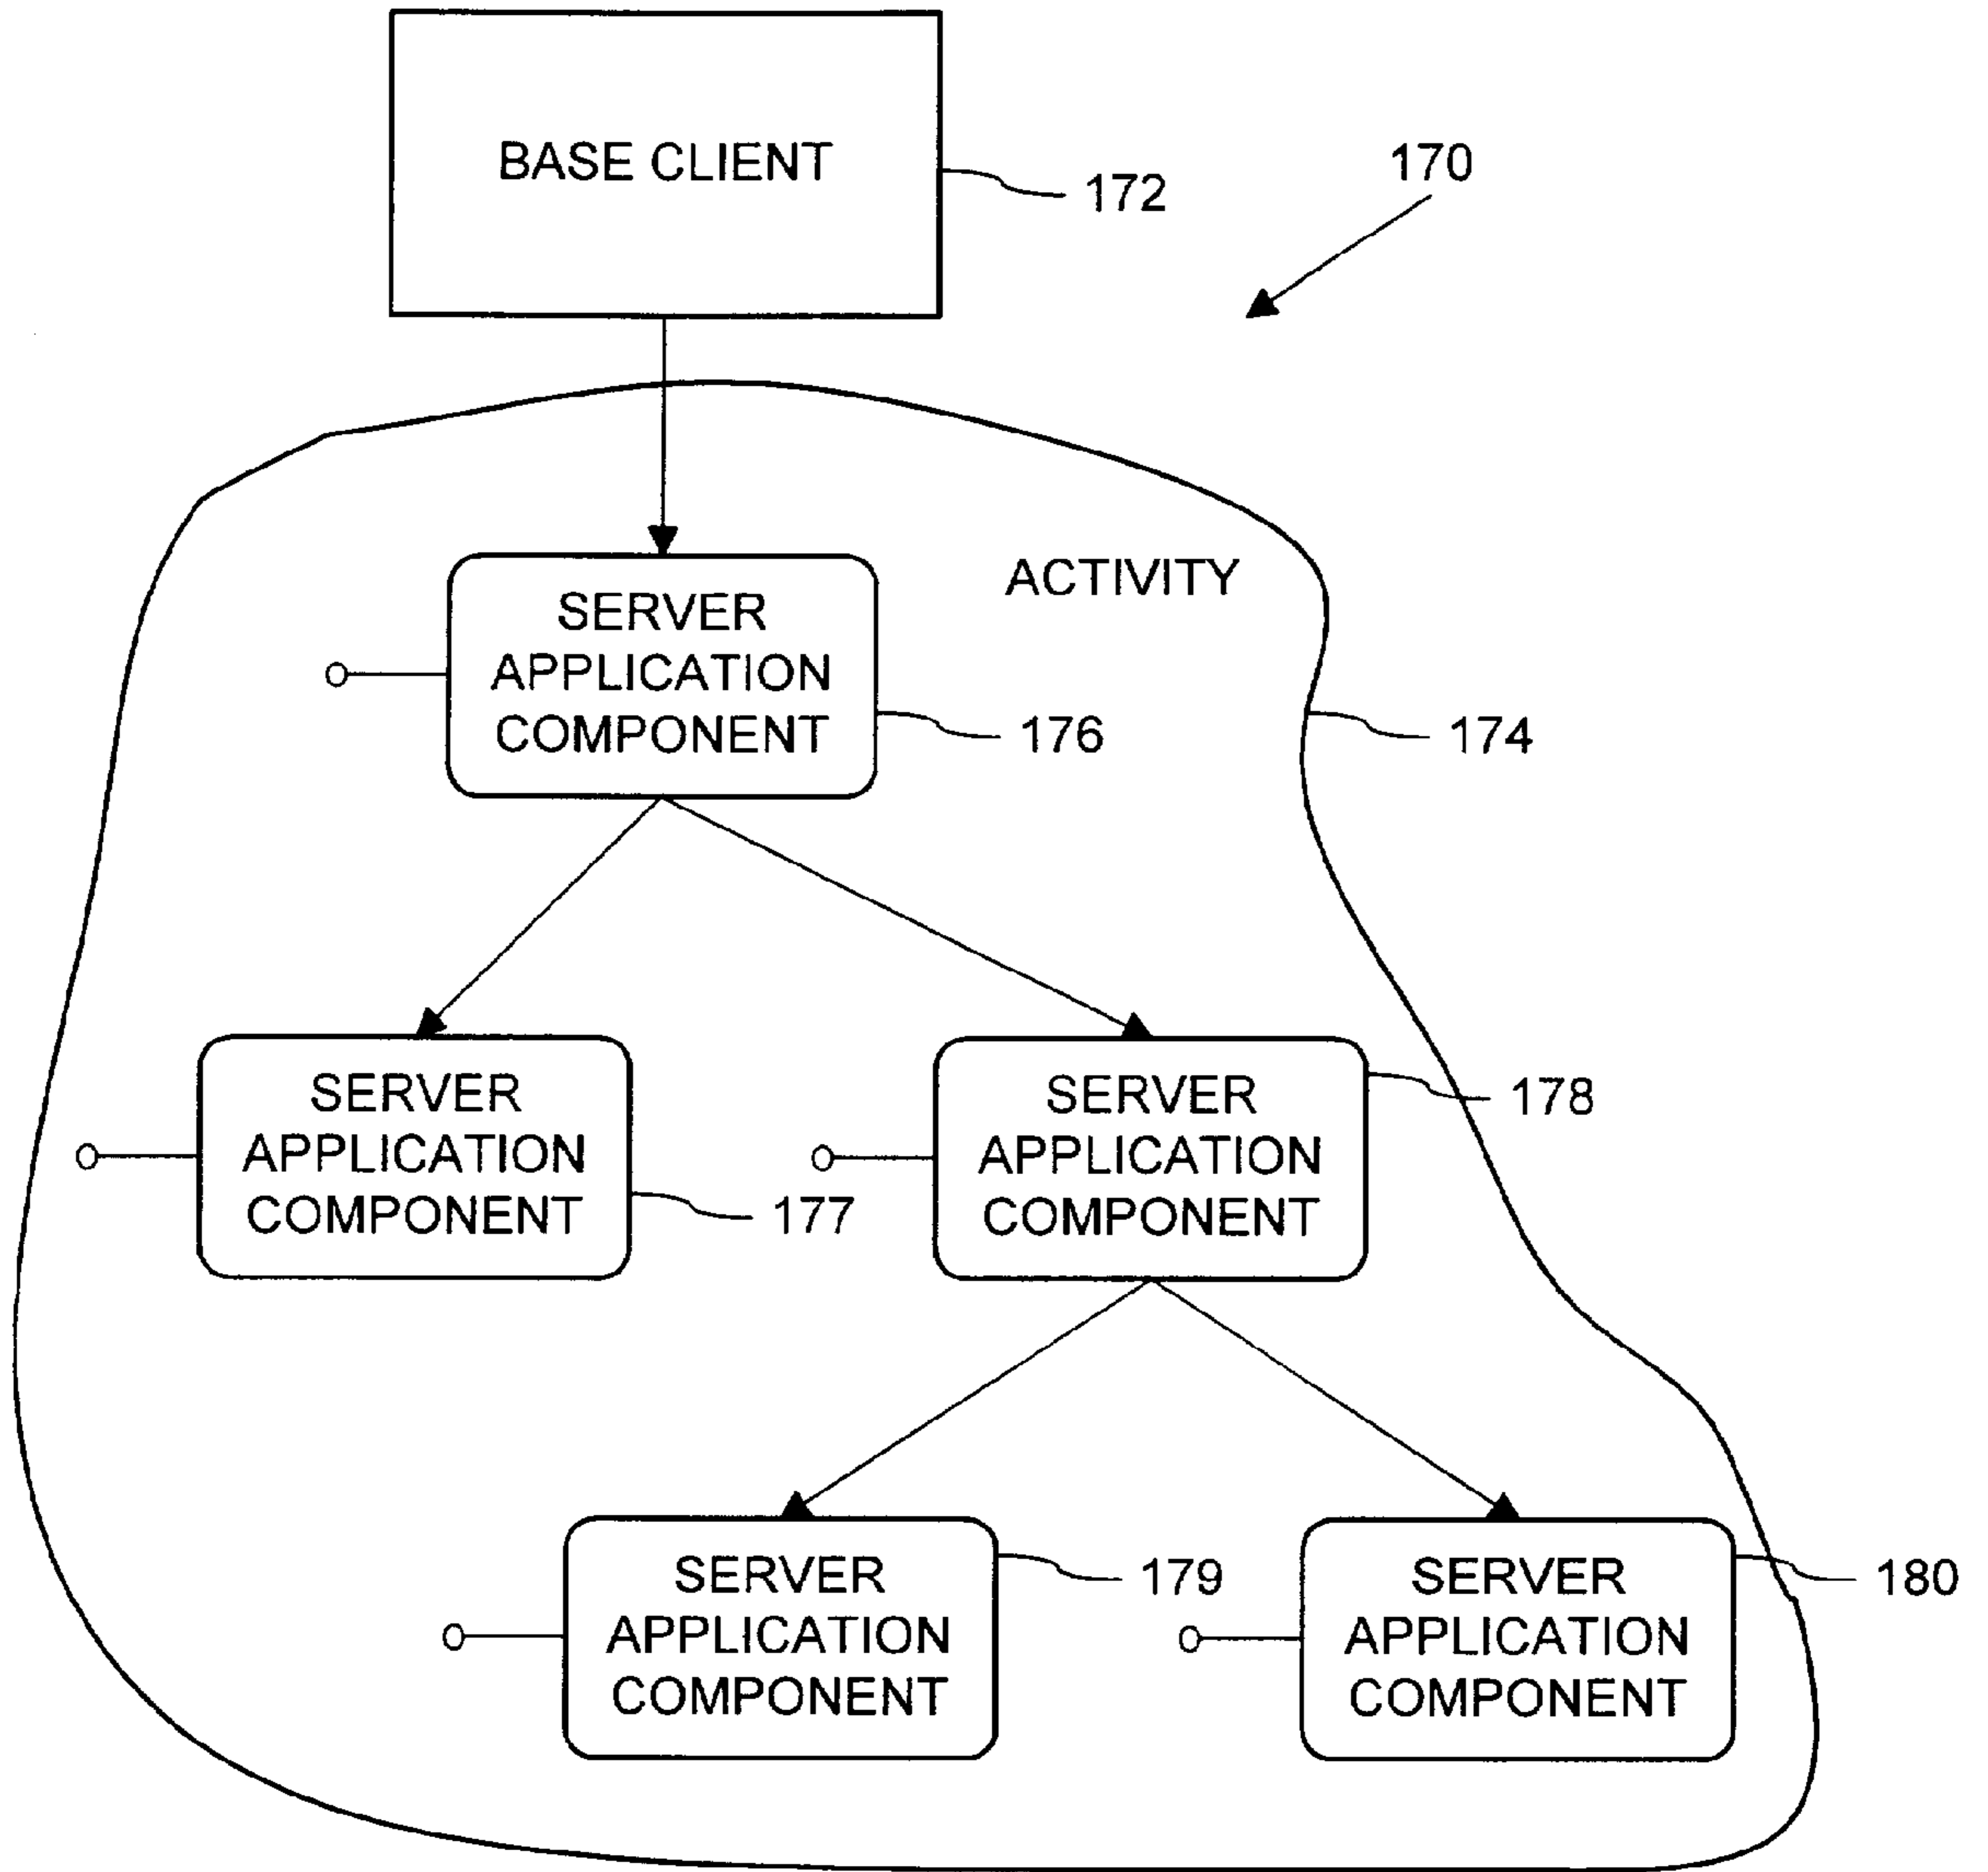 BASE CLIENT
172
170
ACTIVITY
SERVER
APPLICATION
COMPONENT
176
174
SERVER
APPLICATION
COMPONENT
177
SERVER
APPLICATION
COMPONENT
178
SERVER
APPLICATION
COMPONENT
179
SERVER
APPLICATION
COMPONENT
180